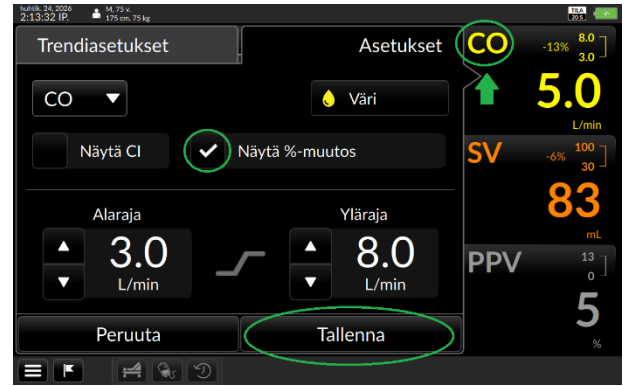 huhtik. 24, 2026
2:13:32 IP.
M, 75 v.
175 cm, 75 kg
TILA
20 S
Trendiasetukset
Asetukset
CO
-13%
8.0
3.0
5.0
L/min
CO
Väri
Näytä CI
Näytä %-muutos
SV
-6%
100
30
83
mL
Alaraja
Yläraja
3.0
L/min
8.0
L/min
PPV
13
0
5
%
Peruuta
Tallenna